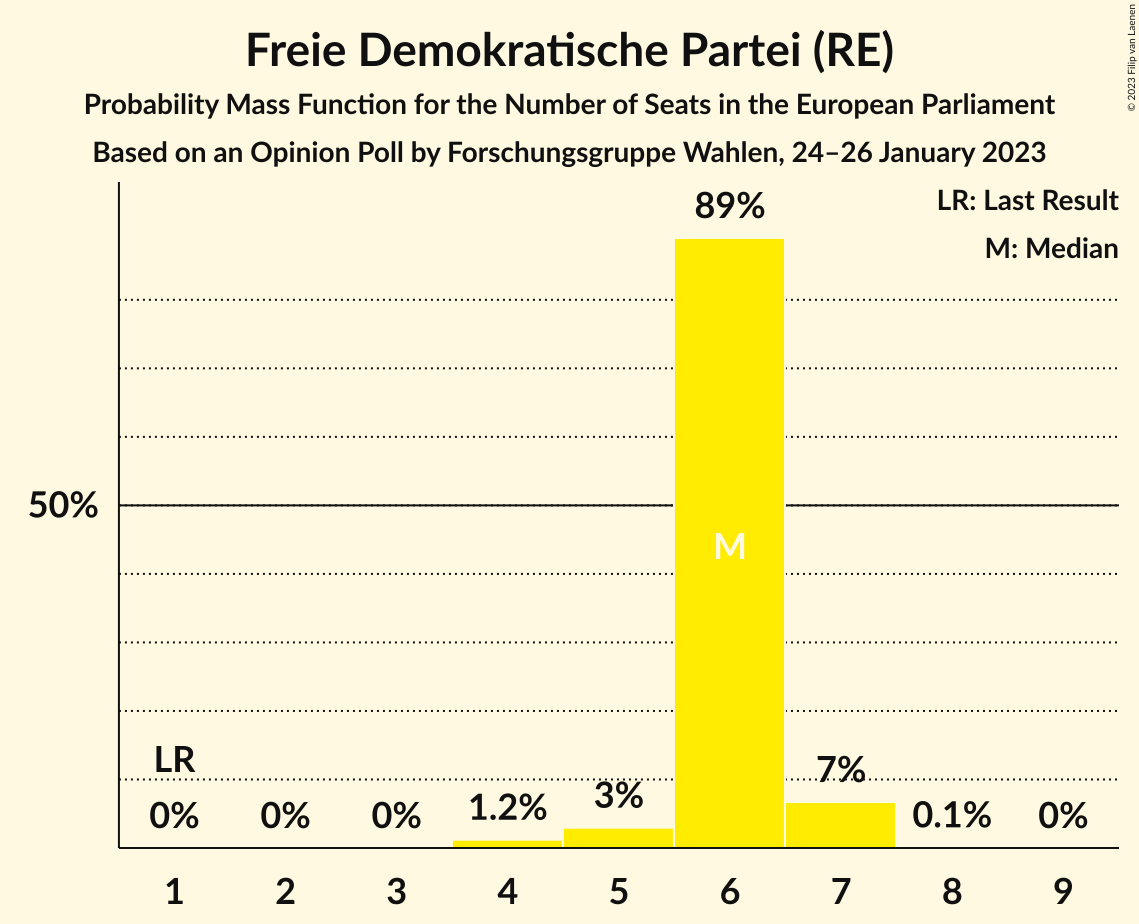 Freie Demokratische Partei (RE)
Probability Mass Function for the Number of Seats in the European Parliament
Based on an Opinion Poll by Forschungsgruppe Wahlen, 24–26 January 2023
© 2023 Filip van Laenen
LR: Last Result
M: Median
89%
50%
M
LR
7%
3%
1.2%
0% 0% 0% 0.1% 0%
1 2 3 4 5 6 7 8 9